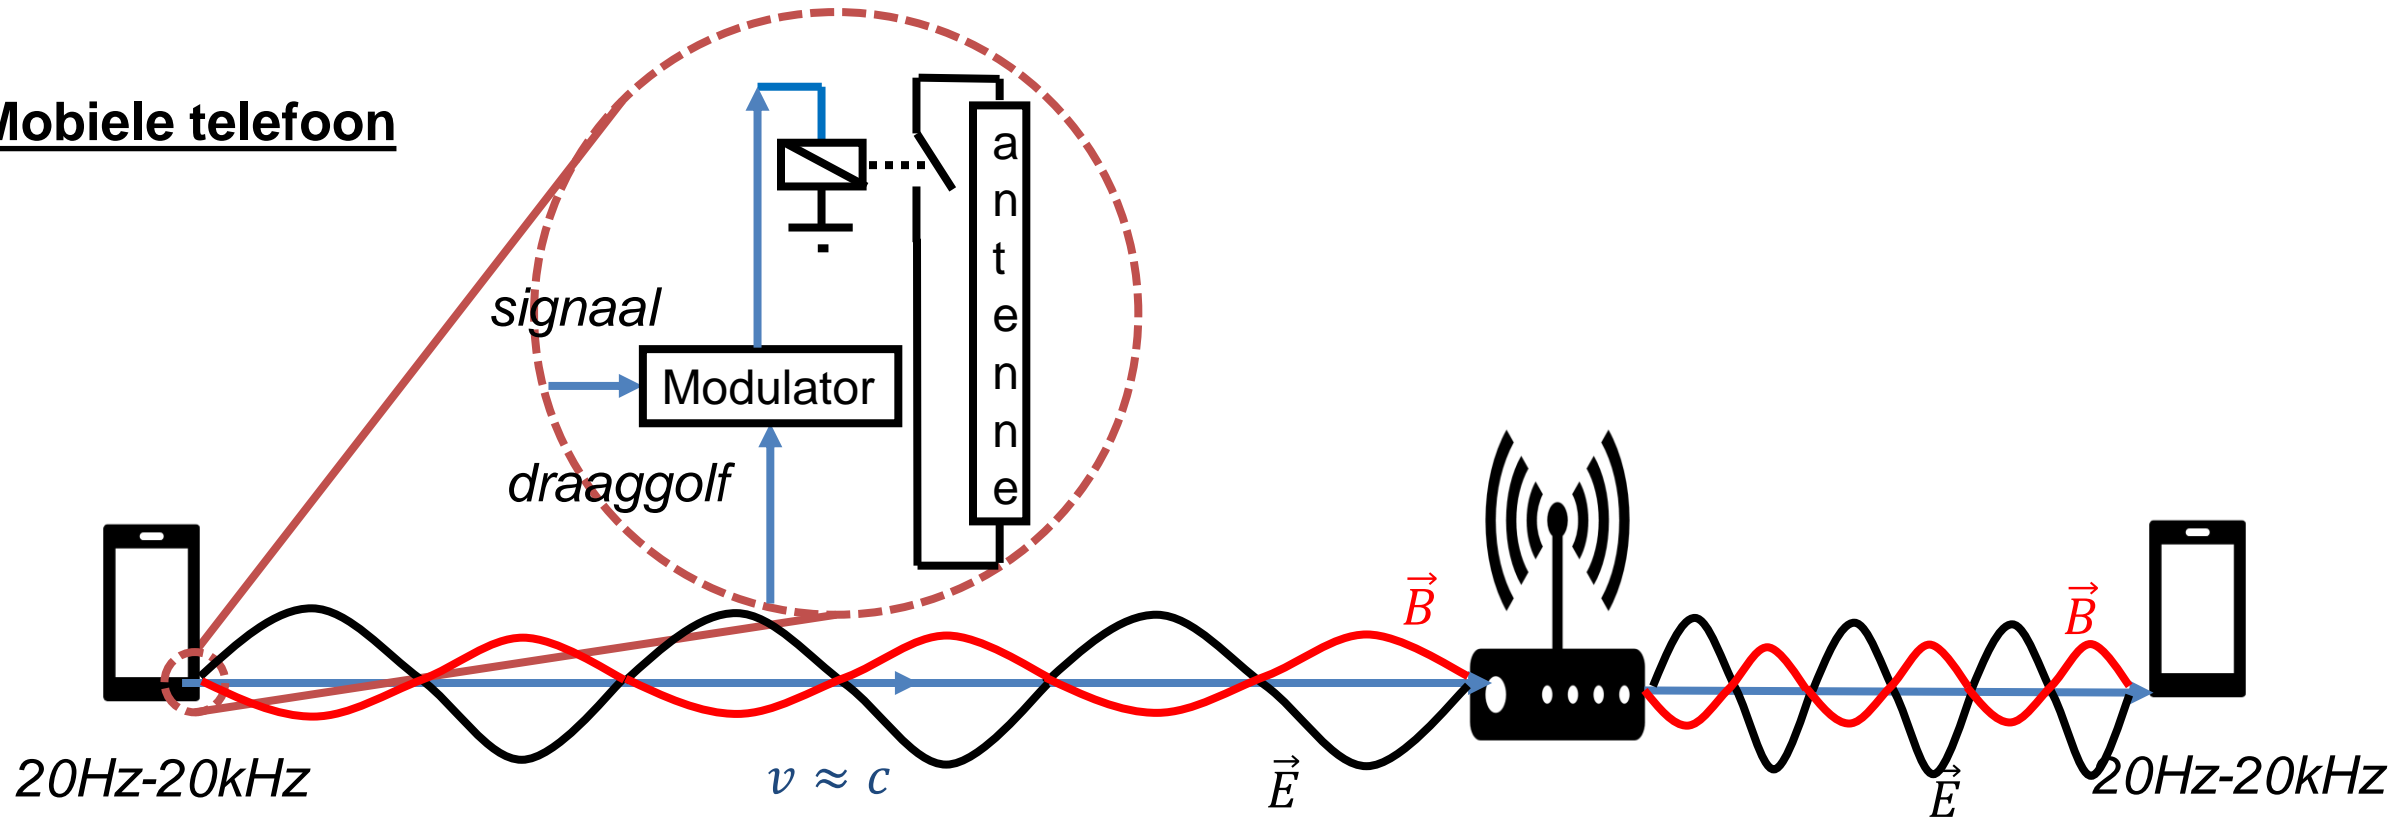 Mobiele telefoon
antenne
signaal
Modulator
draaggolf
B
B
20Hz-20kHz
v ≈ c
E
E
20Hz-20kHz